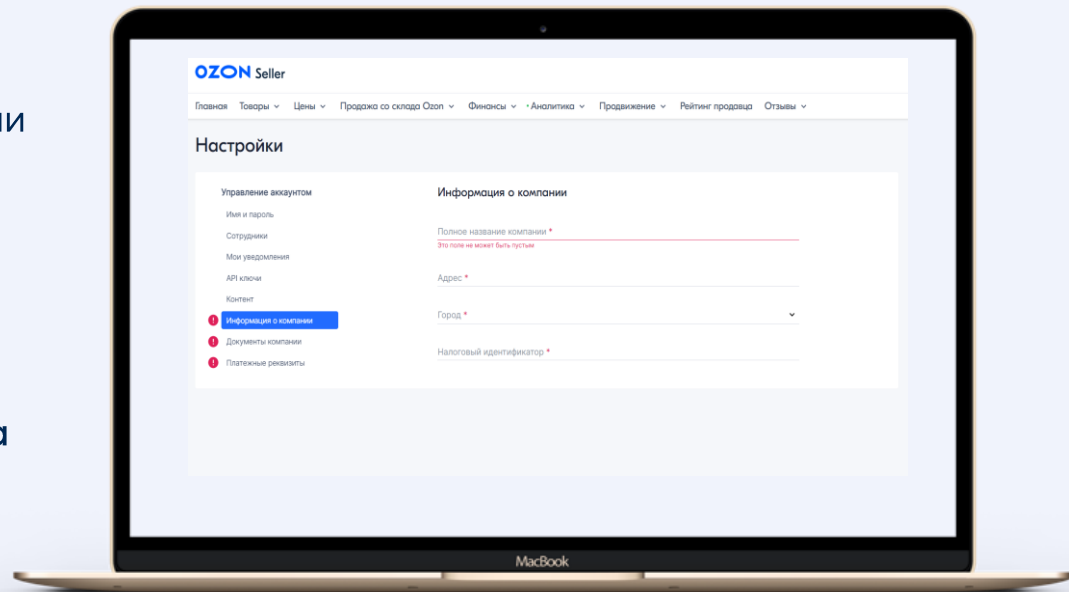 OZON Seller
Главная Товары Цены Продажа со склада Ozon Финансы Аналитика Продвижение Рейтинг продавца Отзывы
Настройки
Управление аккаунтом
Имя и пароль
Сотрудники
Мои уведомления
API ключи
Контент
Информация о компании
Документы компании
Платежные реквизиты
Информация о компании
Полное название компании *
Это поле не может быть пустым
Адрес *
Город *
Налоговый идентификатор *
MacBook